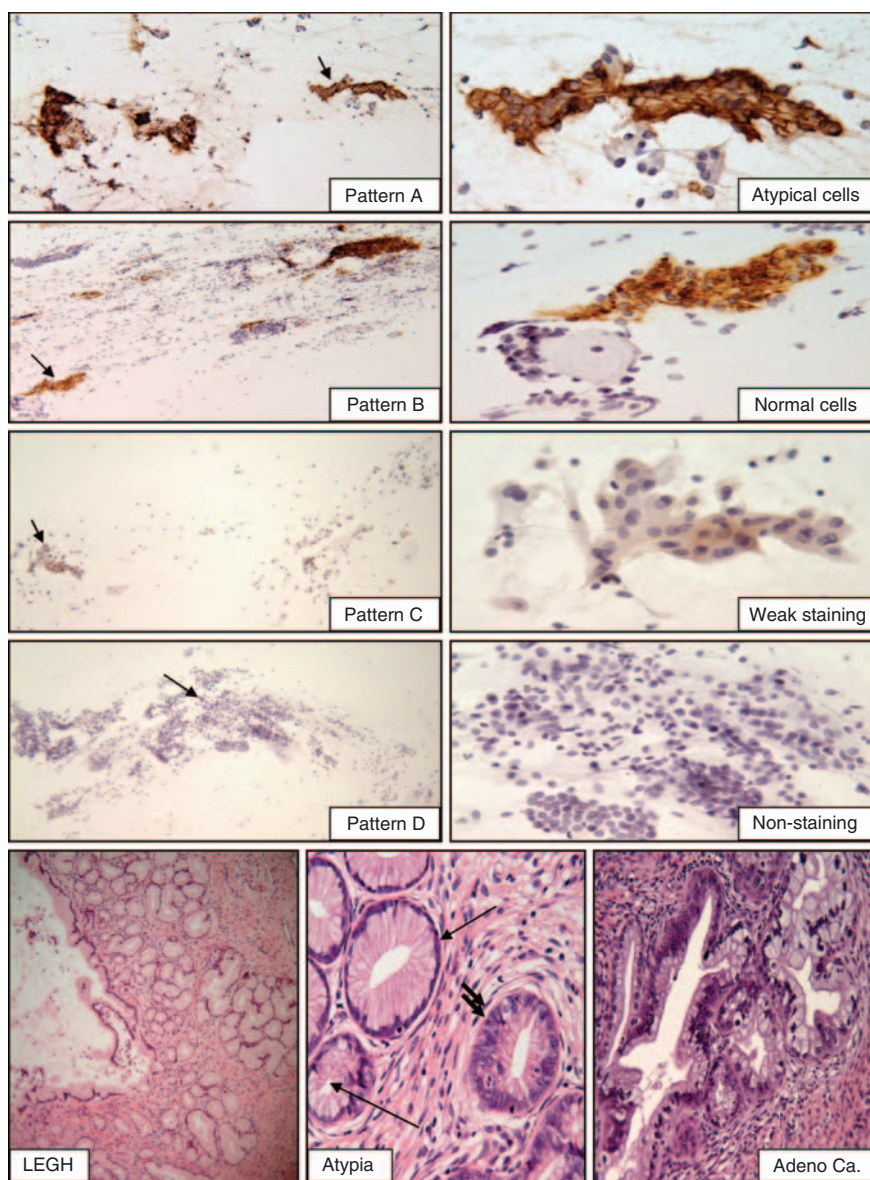 Pattern A
Atypical cells
Pattern B
Normal cells
Pattern C
Weak staining
Pattern D
Non-staining
LEGH
Atypia
Adeno Ca.